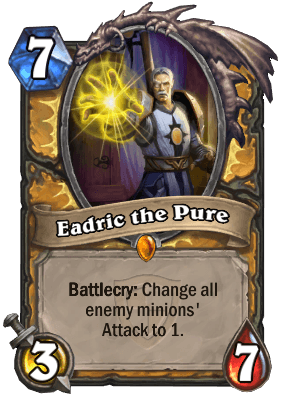 7
Eadric the Pure
Battlecry: Change all
enemy minions'
Attack to 1.
3
7